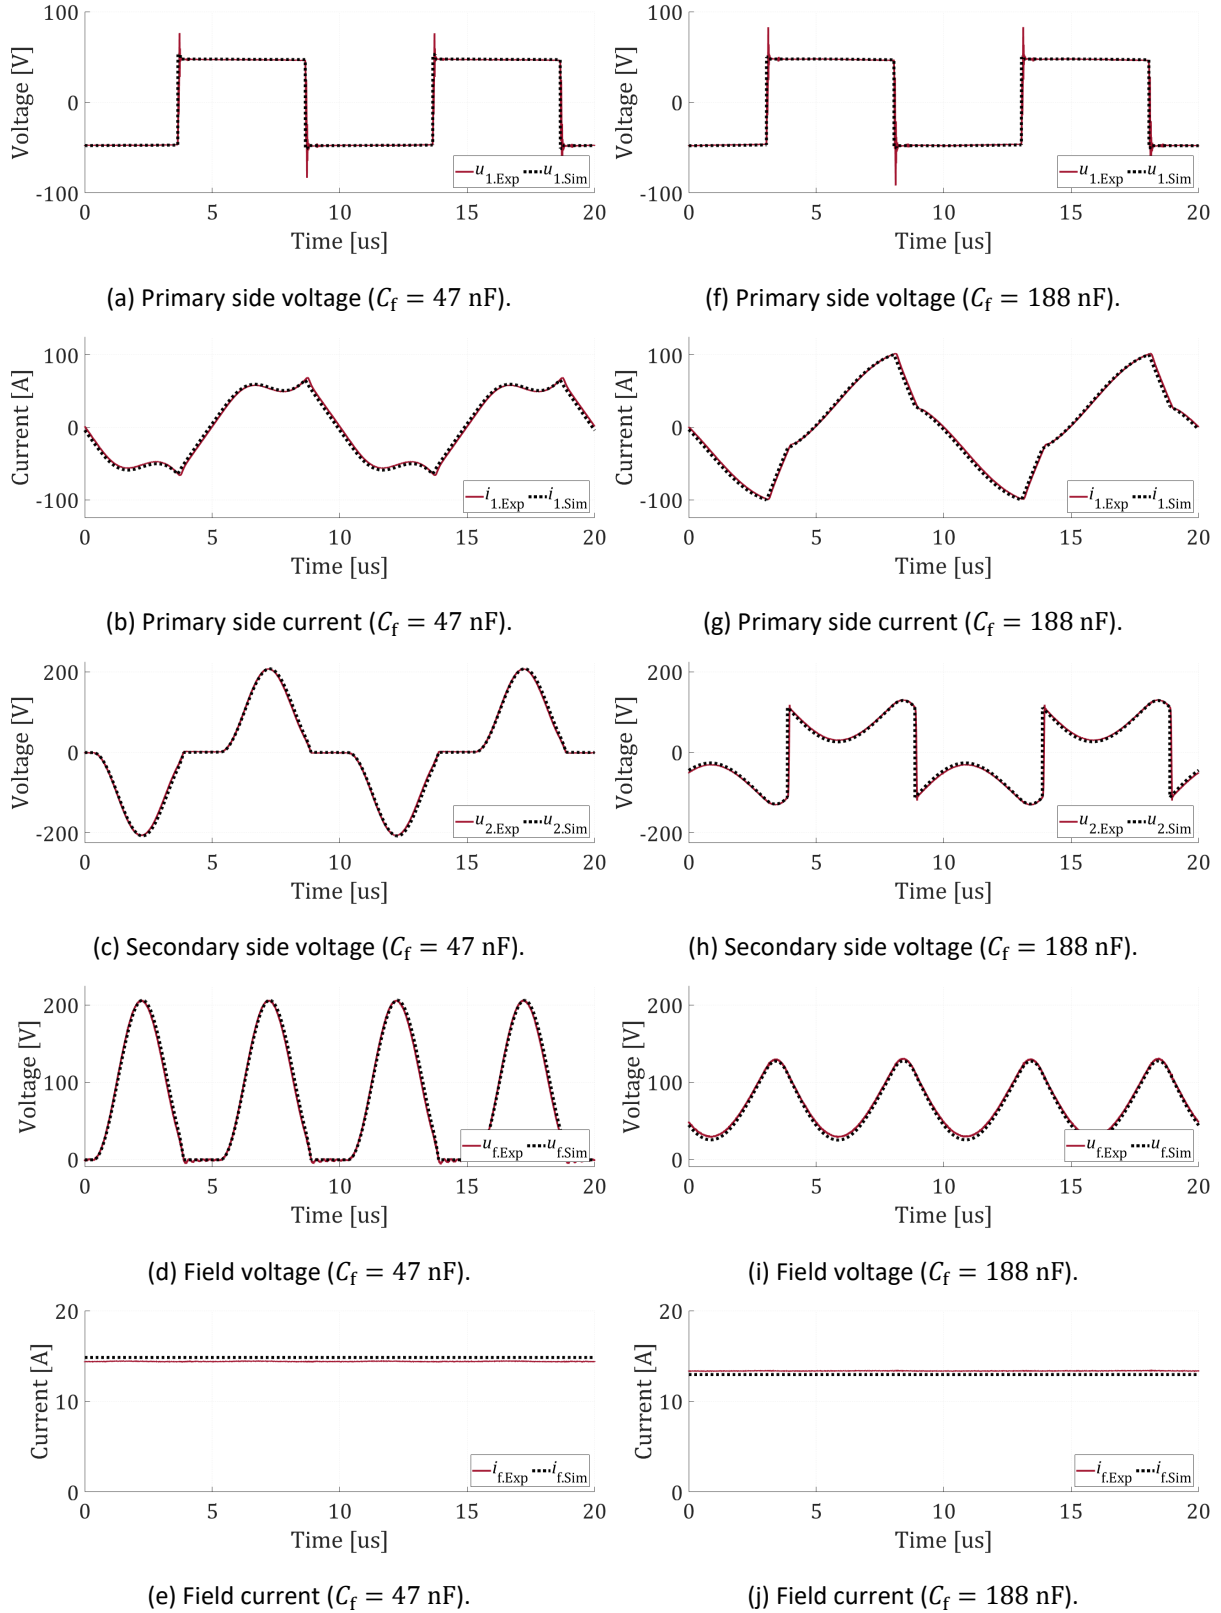 100
0
-100
Voltage [V]
u1.Exp u1.Sim
0 5 10 15 20
Time [us]
(a) Primary side voltage (Cf = 47 nF).
100
0
-100
Voltage [V]
u1.Exp u1.Sim
0 5 10 15 20
Time [us]
(f) Primary side voltage (Cf = 188 nF).
100
0
-100
Current [A]
i1.Exp i1.Sim
0 5 10 15 20
Time [us]
(b) Primary side current (Cf = 47 nF).
100
0
-100
Current [A]
i1.Exp i1.Sim
0 5 10 15 20
Time [us]
(g) Primary side current (Cf = 188 nF).
200
0
-200
Voltage [V]
u2.Exp u2.Sim
0 5 10 15 20
Time [us]
(c) Secondary side voltage (Cf = 47 nF).
200
0
-200
Voltage [V]
u2.Exp u2.Sim
0 5 10 15 20
Time [us]
(h) Secondary side voltage (Cf = 188 nF).
200
100
0
Voltage [V]
uf.Exp uf.Sim
0 5 10 15 20
Time [us]
(d) Field voltage (Cf = 47 nF).
200
100
0
Voltage [V]
uf.Exp uf.Sim
0 5 10 15 20
Time [us]
(i) Field voltage (Cf = 188 nF).
20
10
0
Current [A]
if.Exp if.Sim
0 5 10 15 20
Time [us]
(e) Field current (Cf = 47 nF).
20
10
0
Current [A]
if.Exp if.Sim
0 5 10 15 20
Time [us]
(j) Field current (Cf = 188 nF).